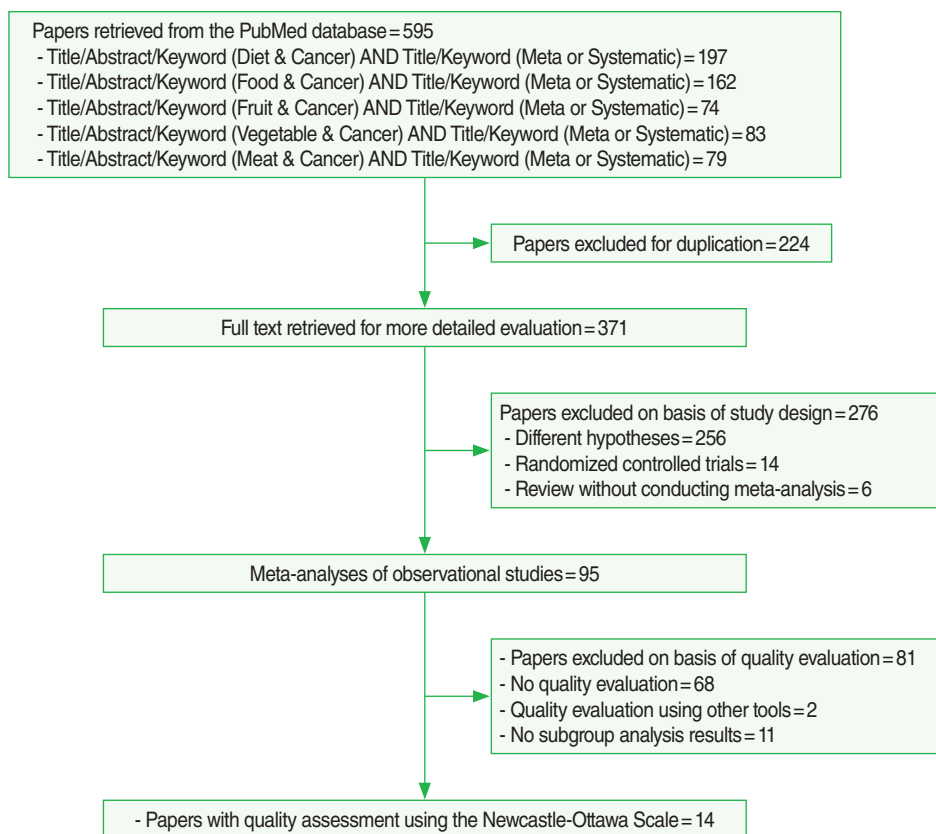 Papers retrieved from the PubMed database=595
- Title/Abstract/Keyword (Diet & Cancer) AND Title/Keyword (Meta or Systematic)=197
- Title/Abstract/Keyword (Food & Cancer) AND Title/Keyword (Meta or Systematic)=162
- Title/Abstract/Keyword (Fruit & Cancer) AND Title/Keyword (Meta or Systematic)=74
- Title/Abstract/Keyword (Vegetable & Cancer) AND Title/Keyword (Meta or Systematic)=83
- Title/Abstract/Keyword (Meat & Cancer) AND Title/Keyword (Meta or Systematic)=79
Papers excluded for duplication=224
Full text retrieved for more detailed evaluation=371
Papers excluded on basis of study design=276
- Different hypotheses=256
- Randomized controlled trials=14
- Review without conducting meta-analysis=6
Meta-analyses of observational studies=95
- Papers excluded on basis of quality evaluation=81
- No quality evaluation=68
- Quality evaluation using other tools=2
- No subgroup analysis results=11
- Papers with quality assessment using the Newcastle-Ottawa Scale=14